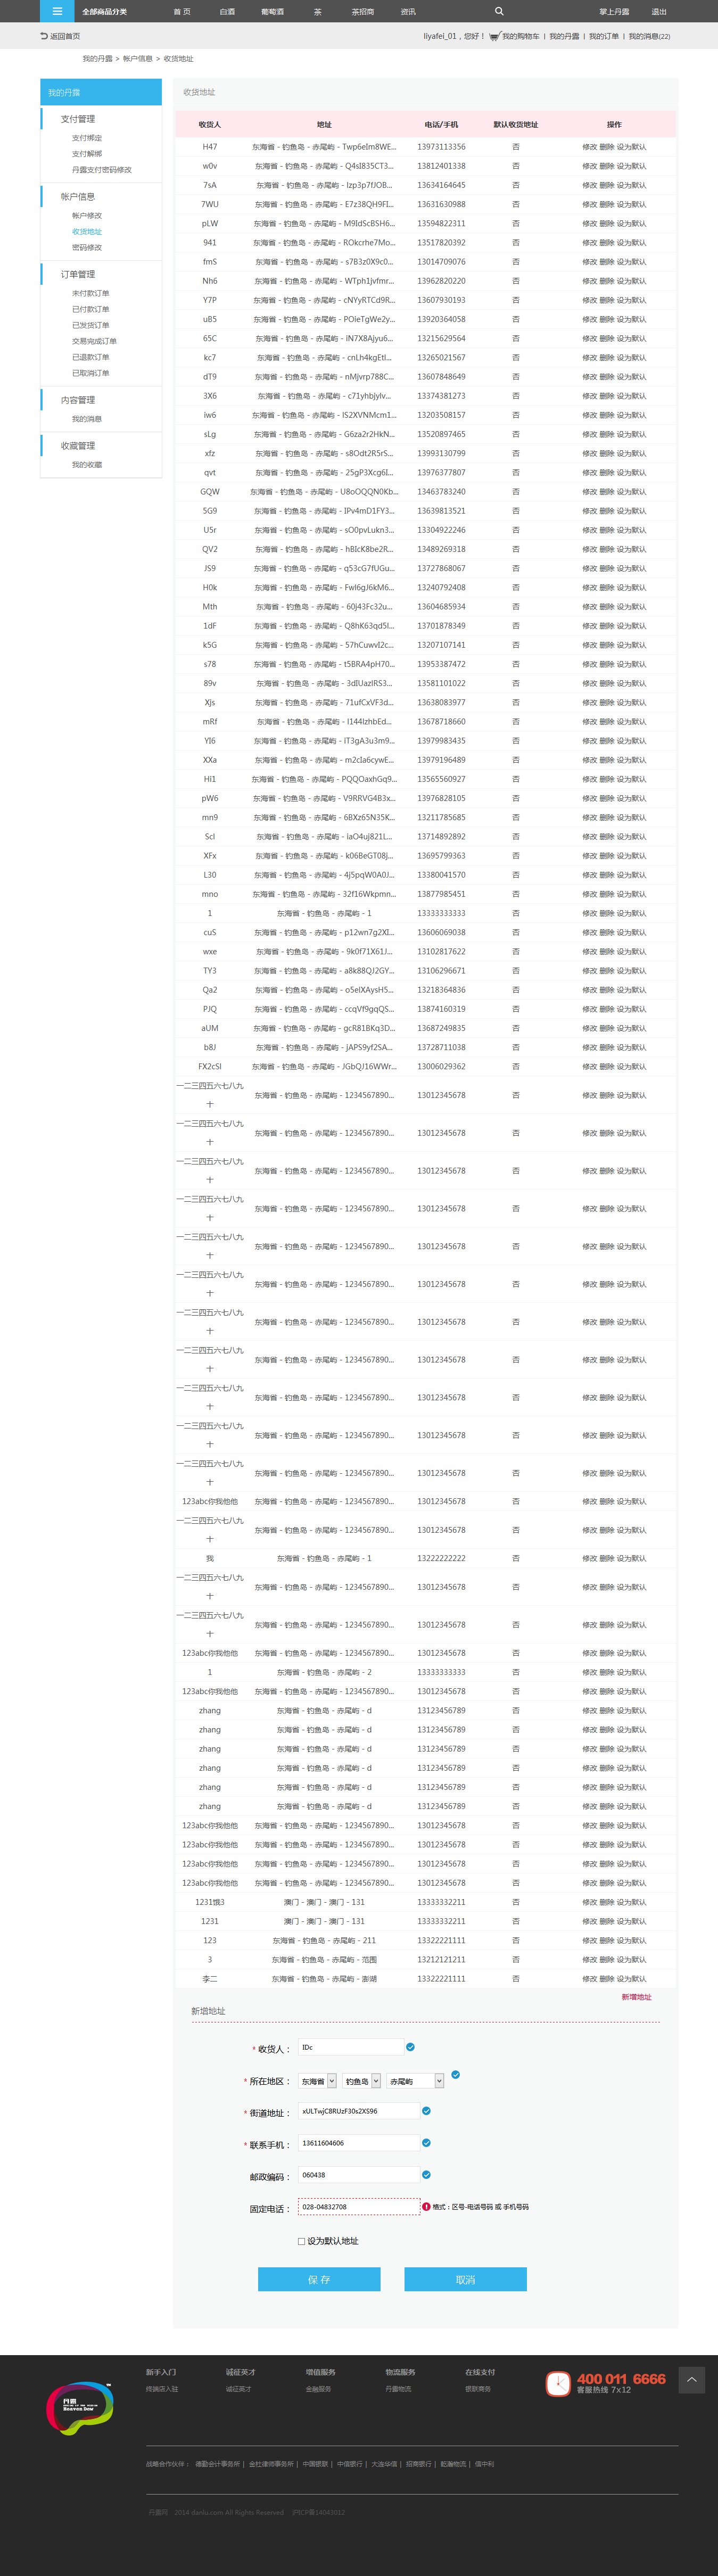 全部商品分类 首 页 白酒 葡萄酒 茶 茶招商 资讯 掌上丹露 退出
返回首页 liyafei_01，您好！ 我的购物车 | 我的丹露 | 我的订单 | 我的消息(22)
我的丹露 > 帐户信息 > 收货地址
我的丹露
支付管理
支付绑定
支付解绑
丹露支付密码修改
帐户信息
帐户修改
收货地址
密码修改
订单管理
未付款订单
已付款订单
已发货订单
交易完成订单
已退款订单
已取消订单
内容管理
我的消息
收藏管理
我的收藏
收货地址
收货人 地址 电话/手机 默认收货地址 操作
H47 东海省 - 钓鱼岛 - 赤尾屿 - Twp6eIm8WE... 13973113356 否 修改 删除 设为默认
w0v 东海省 - 钓鱼岛 - 赤尾屿 - Q4sI835CT3... 13812401338 否 修改 删除 设为默认
7sA 东海省 - 钓鱼岛 - 赤尾屿 - Izp3p7fJOB... 13634164645 否 修改 删除 设为默认
7WU 东海省 - 钓鱼岛 - 赤尾屿 - E7z38QH9FI... 13631630988 否 修改 删除 设为默认
pLW 东海省 - 钓鱼岛 - 赤尾屿 - M9IdScBSH6... 13594822311 否 修改 删除 设为默认
941 东海省 - 钓鱼岛 - 赤尾屿 - ROkcrhe7Mo... 13517820392 否 修改 删除 设为默认
fmS 东海省 - 钓鱼岛 - 赤尾屿 - s7B3z0X9c0... 13014709076 否 修改 删除 设为默认
Nh6 东海省 - 钓鱼岛 - 赤尾屿 - WTph1jvfmr... 13962820220 否 修改 删除 设为默认
Y7P 东海省 - 钓鱼岛 - 赤尾屿 - cNYyRTCd9R... 13607930193 否 修改 删除 设为默认
uB5 东海省 - 钓鱼岛 - 赤尾屿 - POieTgWe2y... 13920364058 否 修改 删除 设为默认
65C 东海省 - 钓鱼岛 - 赤尾屿 - iN7X8Ajyu6... 13215629564 否 修改 删除 设为默认
kc7 东海省 - 钓鱼岛 - 赤尾屿 - cnLh4kgEtI... 13265021567 否 修改 删除 设为默认
dT9 东海省 - 钓鱼岛 - 赤尾屿 - nMjvrp788C... 13607848649 否 修改 删除 设为默认
3X6 东海省 - 钓鱼岛 - 赤尾屿 - c71yhbjylv... 13374381273 否 修改 删除 设为默认
iw6 东海省 - 钓鱼岛 - 赤尾屿 - IS2XVNMcm1... 13203508157 否 修改 删除 设为默认
sLg 东海省 - 钓鱼岛 - 赤尾屿 - G6za2r2HkN... 13520897465 否 修改 删除 设为默认
xfz 东海省 - 钓鱼岛 - 赤尾屿 - s8Odt2R5rS... 13993130799 否 修改 删除 设为默认
qvt 东海省 - 钓鱼岛 - 赤尾屿 - 25gP3Xcg6I... 13976377807 否 修改 删除 设为默认
GQW 东海省 - 钓鱼岛 - 赤尾屿 - U8oOQQN0Kb... 13463783240 否 修改 删除 设为默认
5G9 东海省 - 钓鱼岛 - 赤尾屿 - IPv4mD1FY3... 13639813521 否 修改 删除 设为默认
U5r 东海省 - 钓鱼岛 - 赤尾屿 - sO0pvLukn3... 13304922246 否 修改 删除 设为默认
QV2 东海省 - 钓鱼岛 - 赤尾屿 - hBIcK8be2R... 13489269318 否 修改 删除 设为默认
JS9 东海省 - 钓鱼岛 - 赤尾屿 - q53cG7fUGu... 13727868067 否 修改 删除 设为默认
H0k 东海省 - 钓鱼岛 - 赤尾屿 - FwI6gJ6kM6... 13240792408 否 修改 删除 设为默认
Mth 东海省 - 钓鱼岛 - 赤尾屿 - 60j43Fc32u... 13604685934 否 修改 删除 设为默认
1dF 东海省 - 钓鱼岛 - 赤尾屿 - Q8hK63qd5I... 13701878349 否 修改 删除 设为默认
k5G 东海省 - 钓鱼岛 - 赤尾屿 - 57hCuwvI2c... 13207107141 否 修改 删除 设为默认
s78 东海省 - 钓鱼岛 - 赤尾屿 - t5BRA4pH70... 13953387472 否 修改 删除 设为默认
89v 东海省 - 钓鱼岛 - 赤尾屿 - 3dIUazIRS3... 13581101022 否 修改 删除 设为默认
Xjs 东海省 - 钓鱼岛 - 赤尾屿 - 71ufCxVF3d... 13638083977 否 修改 删除 设为默认
mRf 东海省 - 钓鱼岛 - 赤尾屿 - I144IzhbEd... 13678718660 否 修改 删除 设为默认
YI6 东海省 - 钓鱼岛 - 赤尾屿 - iT3gA3u3m9... 13979983435 否 修改 删除 设为默认
XXa 东海省 - 钓鱼岛 - 赤尾屿 - m2cIa6cywE... 13979196489 否 修改 删除 设为默认
Hi1 东海省 - 钓鱼岛 - 赤尾屿 - PQQOaxhGq9... 13565560927 否 修改 删除 设为默认
pW6 东海省 - 钓鱼岛 - 赤尾屿 - V9RRVG4B3x... 13976828105 否 修改 删除 设为默认
mn9 东海省 - 钓鱼岛 - 赤尾屿 - 6BXz65N35K... 13211785685 否 修改 删除 设为默认
ScI 东海省 - 钓鱼岛 - 赤尾屿 - iaO4uj821L... 13714892892 否 修改 删除 设为默认
XFx 东海省 - 钓鱼岛 - 赤尾屿 - k06BeGT08j... 13695799363 否 修改 删除 设为默认
L30 东海省 - 钓鱼岛 - 赤尾屿 - 4j5pqW0A0J... 13380041570 否 修改 删除 设为默认
mno 东海省 - 钓鱼岛 - 赤尾屿 - 32f16Wkpmn... 13877985451 否 修改 删除 设为默认
1 东海省 - 钓鱼岛 - 赤尾屿 - 1 13333333333 否 修改 删除 设为默认
cuS 东海省 - 钓鱼岛 - 赤尾屿 - p12wn7g2XI... 13606069038 否 修改 删除 设为默认
wxe 东海省 - 钓鱼岛 - 赤尾屿 - 9k0f71X61J... 13102817622 否 修改 删除 设为默认
TY3 东海省 - 钓鱼岛 - 赤尾屿 - a8k88QJ2GY... 13106296671 否 修改 删除 设为默认
Qa2 东海省 - 钓鱼岛 - 赤尾屿 - o5eIXAysH5... 13218364836 否 修改 删除 设为默认
PJQ 东海省 - 钓鱼岛 - 赤尾屿 - ccqVf9gqQS... 13874160319 否 修改 删除 设为默认
aUM 东海省 - 钓鱼岛 - 赤尾屿 - gcR81BKq3D... 13687249835 否 修改 删除 设为默认
b8J 东海省 - 钓鱼岛 - 赤尾屿 - jAPS9yf2SA... 13728711038 否 修改 删除 设为默认
FX2cSI 东海省 - 钓鱼岛 - 赤尾屿 - JGbQJ16WWr... 13006029362 否 修改 删除 设为默认
一二三四五六七八九十 东海省 - 钓鱼岛 - 赤尾屿 - 1234567890... 13012345678 否 修改 删除 设为默认
一二三四五六七八九十 东海省 - 钓鱼岛 - 赤尾屿 - 1234567890... 13012345678 否 修改 删除 设为默认
一二三四五六七八九十 东海省 - 钓鱼岛 - 赤尾屿 - 1234567890... 13012345678 否 修改 删除 设为默认
一二三四五六七八九十 东海省 - 钓鱼岛 - 赤尾屿 - 1234567890... 13012345678 否 修改 删除 设为默认
一二三四五六七八九十 东海省 - 钓鱼岛 - 赤尾屿 - 1234567890... 13012345678 否 修改 删除 设为默认
一二三四五六七八九十 东海省 - 钓鱼岛 - 赤尾屿 - 1234567890... 13012345678 否 修改 删除 设为默认
一二三四五六七八九十 东海省 - 钓鱼岛 - 赤尾屿 - 1234567890... 13012345678 否 修改 删除 设为默认
一二三四五六七八九十 东海省 - 钓鱼岛 - 赤尾屿 - 1234567890... 13012345678 否 修改 删除 设为默认
一二三四五六七八九十 东海省 - 钓鱼岛 - 赤尾屿 - 1234567890... 13012345678 否 修改 删除 设为默认
一二三四五六七八九十 东海省 - 钓鱼岛 - 赤尾屿 - 1234567890... 13012345678 否 修改 删除 设为默认
一二三四五六七八九十 东海省 - 钓鱼岛 - 赤尾屿 - 1234567890... 13012345678 否 修改 删除 设为默认
123abc你我他他 东海省 - 钓鱼岛 - 赤尾屿 - 1234567890... 13012345678 否 修改 删除 设为默认
一二三四五六七八九十 东海省 - 钓鱼岛 - 赤尾屿 - 1234567890... 13012345678 否 修改 删除 设为默认
我 东海省 - 钓鱼岛 - 赤尾屿 - 1 13222222222 否 修改 删除 设为默认
一二三四五六七八九十 东海省 - 钓鱼岛 - 赤尾屿 - 1234567890... 13012345678 否 修改 删除 设为默认
一二三四五六七八九十 东海省 - 钓鱼岛 - 赤尾屿 - 1234567890... 13012345678 否 修改 删除 设为默认
123abc你我他他 东海省 - 钓鱼岛 - 赤尾屿 - 1234567890... 13012345678 否 修改 删除 设为默认
1 东海省 - 钓鱼岛 - 赤尾屿 - 2 13333333333 否 修改 删除 设为默认
123abc你我他他 东海省 - 钓鱼岛 - 赤尾屿 - 1234567890... 13012345678 否 修改 删除 设为默认
zhang 东海省 - 钓鱼岛 - 赤尾屿 - d 13123456789 否 修改 删除 设为默认
zhang 东海省 - 钓鱼岛 - 赤尾屿 - d 13123456789 否 修改 删除 设为默认
zhang 东海省 - 钓鱼岛 - 赤尾屿 - d 13123456789 否 修改 删除 设为默认
zhang 东海省 - 钓鱼岛 - 赤尾屿 - d 13123456789 否 修改 删除 设为默认
zhang 东海省 - 钓鱼岛 - 赤尾屿 - d 13123456789 否 修改 删除 设为默认
zhang 东海省 - 钓鱼岛 - 赤尾屿 - d 13123456789 否 修改 删除 设为默认
123abc你我他他 东海省 - 钓鱼岛 - 赤尾屿 - 1234567890... 13012345678 否 修改 删除 设为默认
123abc你我他他 东海省 - 钓鱼岛 - 赤尾屿 - 1234567890... 13012345678 否 修改 删除 设为默认
123abc你我他他 东海省 - 钓鱼岛 - 赤尾屿 - 1234567890... 13012345678 否 修改 删除 设为默认
123abc你我他他 东海省 - 钓鱼岛 - 赤尾屿 - 1234567890... 13012345678 否 修改 删除 设为默认
1231饿3 澳门 - 澳门 - 澳门 - 131 13333332211 否 修改 删除 设为默认
1231 澳门 - 澳门 - 澳门 - 131 13333332211 否 修改 删除 设为默认
123 东海省 - 钓鱼岛 - 赤尾屿 - 211 13322221111 否 修改 删除 设为默认
3 东海省 - 钓鱼岛 - 赤尾屿 - 范围 13212121211 否 修改 删除 设为默认
李二 东海省 - 钓鱼岛 - 赤尾屿 - 澎湖 13322221111 否 修改 删除 设为默认
新增地址
新增地址
* 收货人： IDc
* 所在地区： 东海省 钓鱼岛 赤尾屿
* 街道地址： xULTwjC8RUzF30s2XS96
* 联系手机： 13611604606
邮政编码： 060438
固定电话： 028-04832708 格式：区号-电话号码 或 手机号码
设为默认地址
保 存 取消
新手入门 诚征英才 增值服务 物流服务 在线支付
终端店入驻 诚征英才 金融服务 丹露物流 银联商务
400 011 6666
客服热线 7x12
丹露
Heaven Dew
战略合作伙伴： 德勤会计事务所 | 金杜律师事务所 | 中国银联 | 中信银行 | 大连华信 | 招商银行 | 乾瀚物流 | 信中利
丹露网 2014 danlu.com All Rights Reserved 沪ICP备14043012